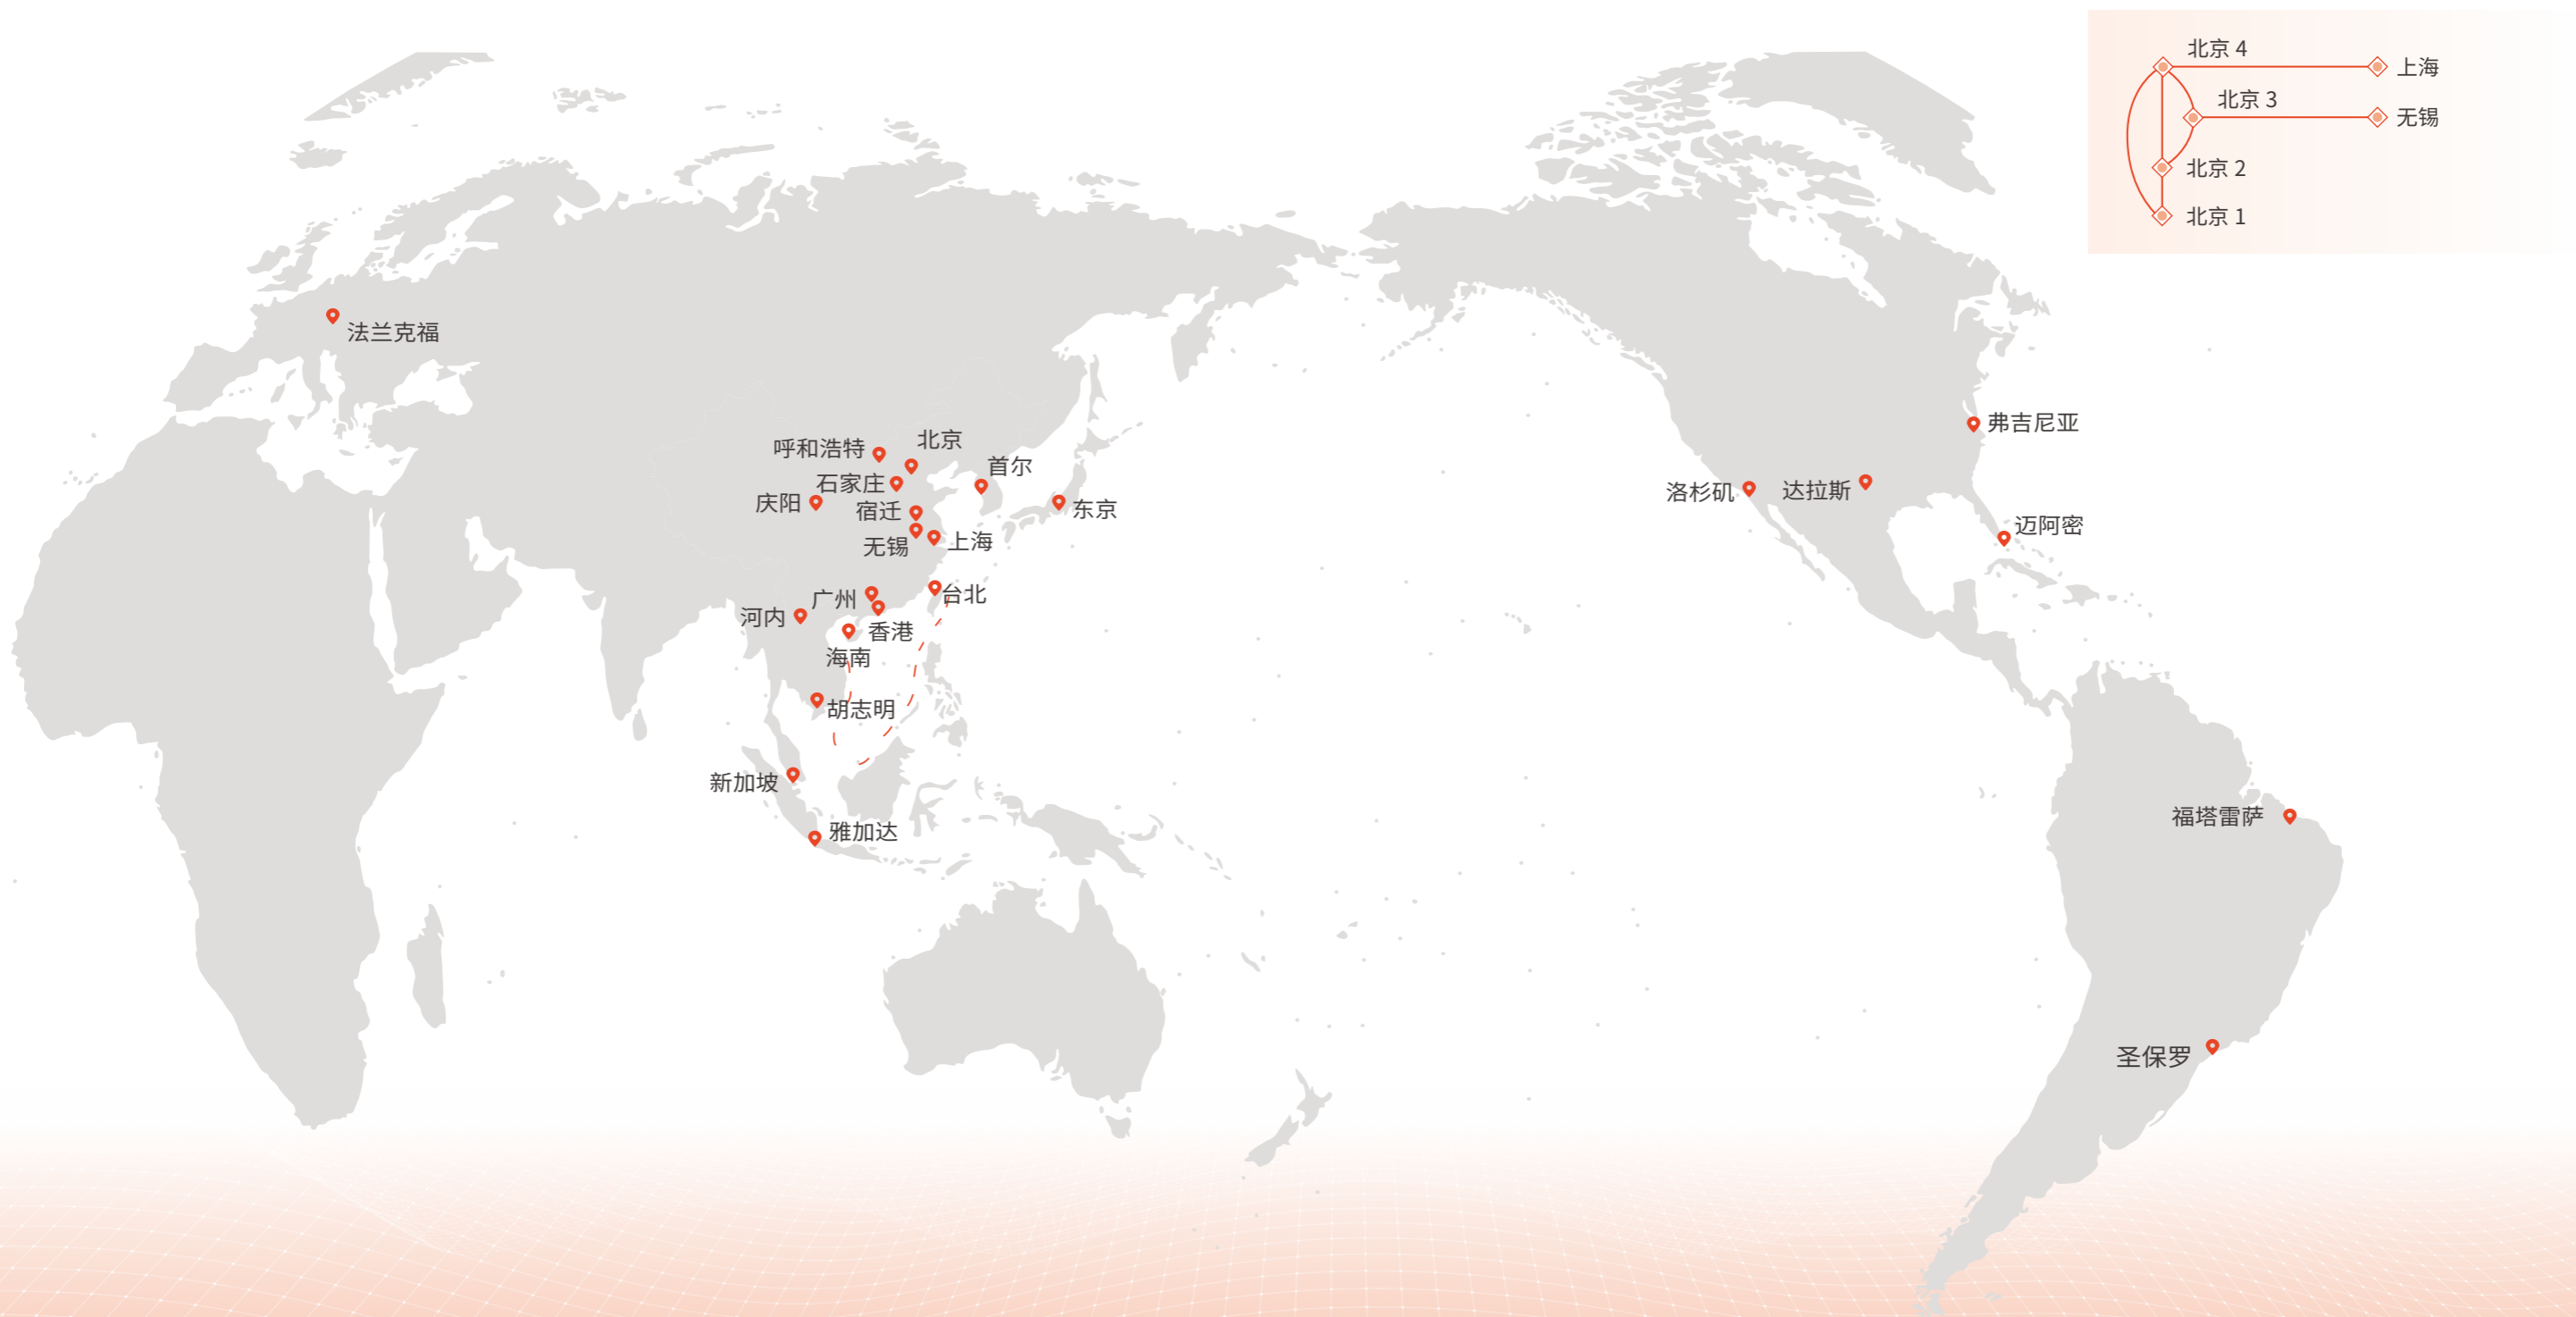 北京 4
上海
北京 3
无锡
北京 2
北京 1
法兰克福
呼和浩特
北京
石家庄
首尔
庆阳
宿迁
东京
无锡
上海
广州
台北
河内
香港
海南
胡志明
新加坡
雅加达
弗吉尼亚
洛杉矶
达拉斯
迈阿密
福塔雷萨
圣保罗